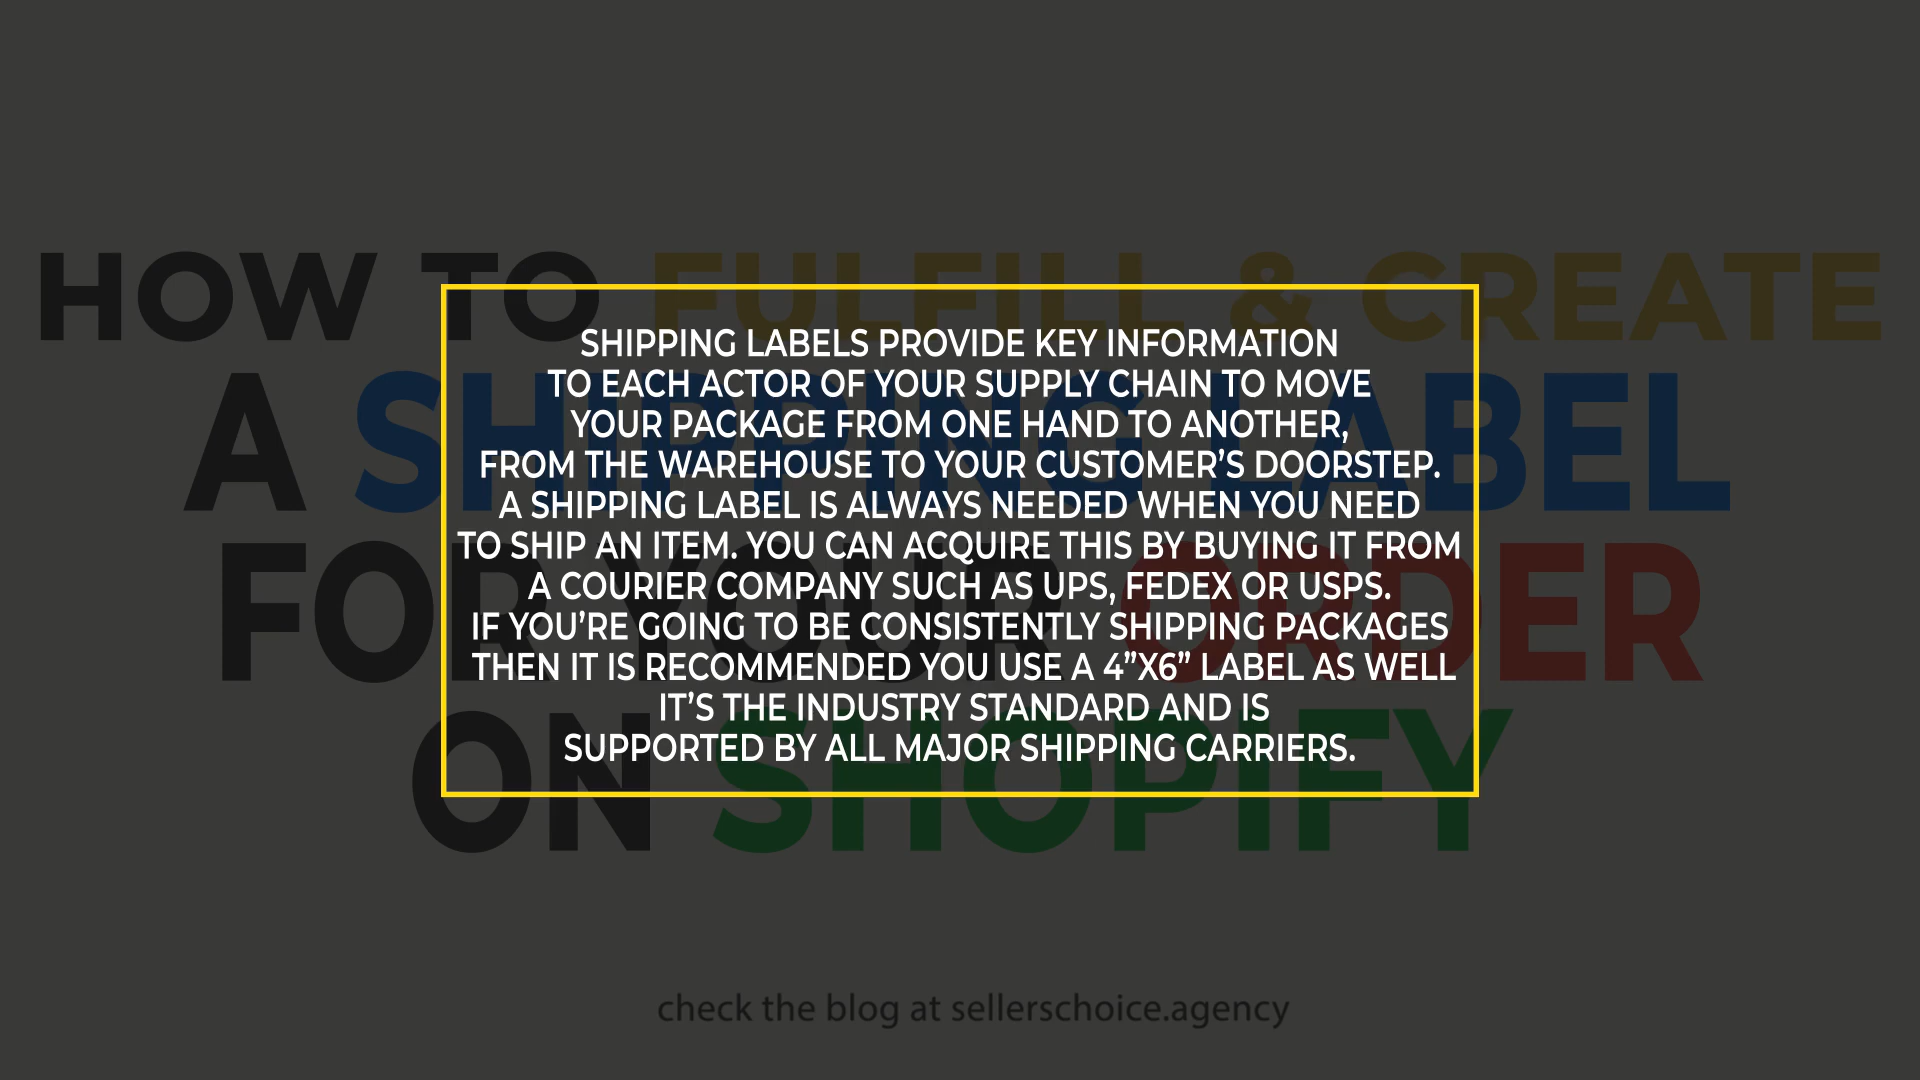 HOW TO FULFILL & CREATE
A SHIPPING LABEL
FOR YOUR ORDER
ON SHOPIFY
SHIPPING LABELS PROVIDE KEY INFORMATION
TO EACH ACTOR OF YOUR SUPPLY CHAIN TO MOVE
YOUR PACKAGE FROM ONE HAND TO ANOTHER,
FROM THE WAREHOUSE TO YOUR CUSTOMER’S DOORSTEP.
A SHIPPING LABEL IS ALWAYS NEEDED WHEN YOU NEED
TO SHIP AN ITEM. YOU CAN ACQUIRE THIS BY BUYING IT FROM
A COURIER COMPANY SUCH AS UPS, FEDEX OR USPS.
IF YOU’RE GOING TO BE CONSISTENTLY SHIPPING PACKAGES
THEN IT IS RECOMMENDED YOU USE A 4”X6” LABEL AS WELL
IT’S THE INDUSTRY STANDARD AND IS
SUPPORTED BY ALL MAJOR SHIPPING CARRIERS.
check the blog at sellerschoice.agency